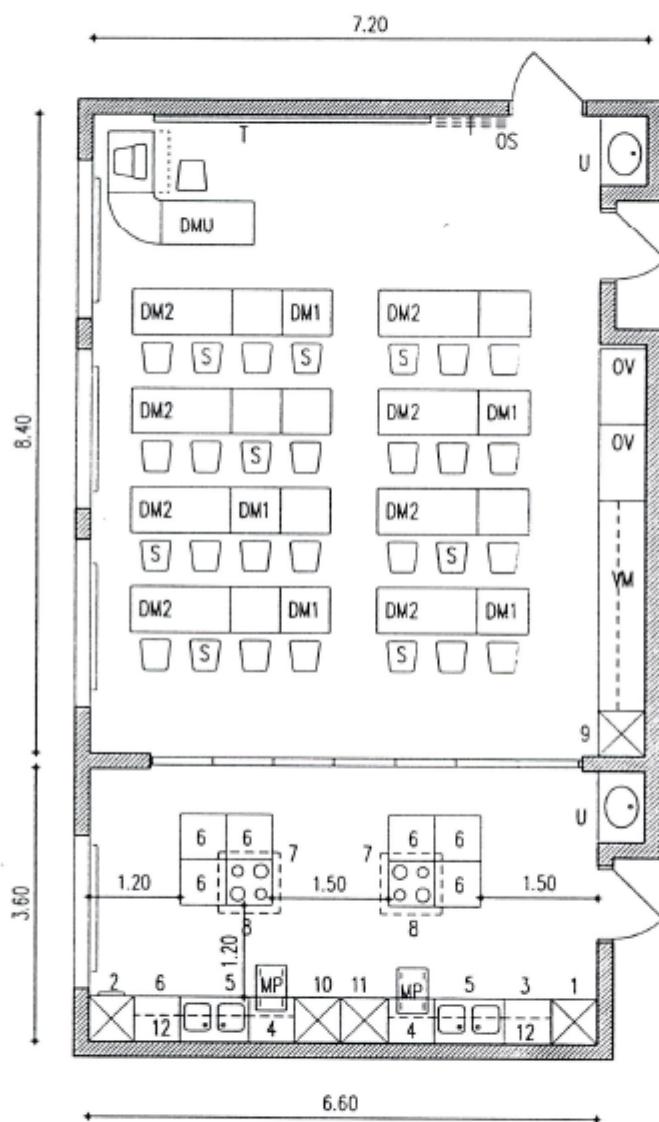 7.20
T
OS
U
DMU
8.40
DM2 DM1 DM2
S S S
OV
DM2 DM2 DM1
S
OV
DM2 DM1 DM2
S S
VM
DM2 DM1 DM2 DM1
S S
9
U
3.60
6 6 6 6
7 7
6 6
1.20 1.50 1.50
8 8
1.20
2 6 5 MP 10 11 MP 5 3 1
12 4 4 12
6.60